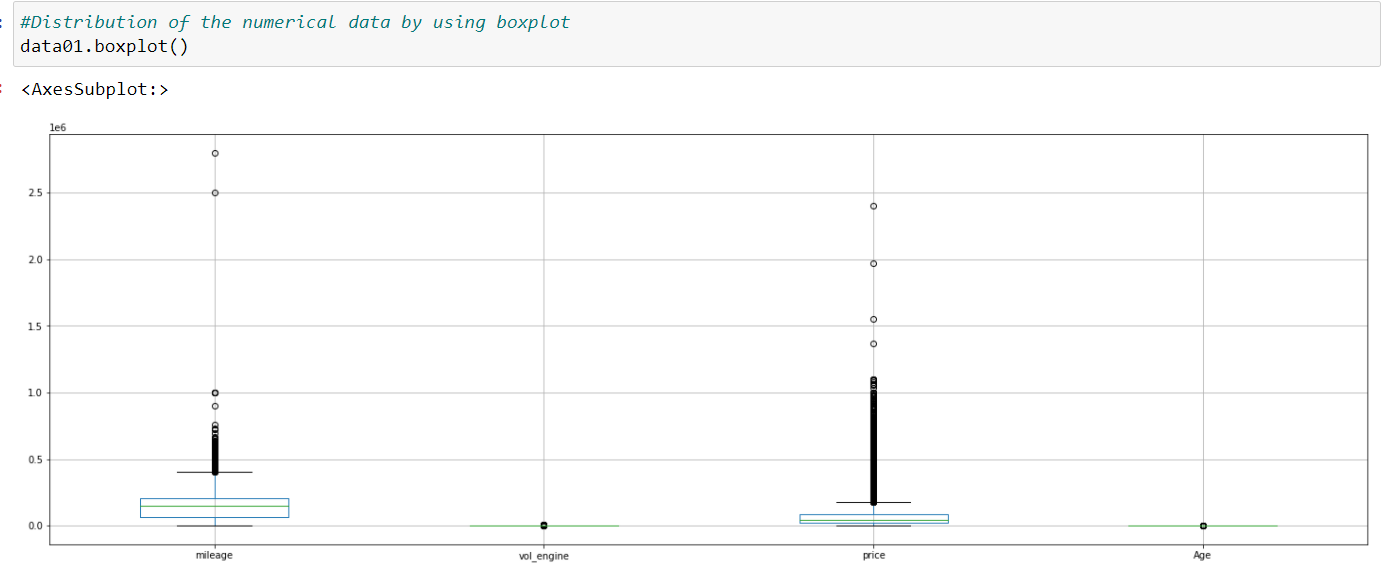 #Distribution of the numerical data by using boxplot
data01.boxplot()
<AxesSubplot:>
1e6
2.5
2.0
1.5
1.0
0.5
0.0
mileage vol_engine price Age